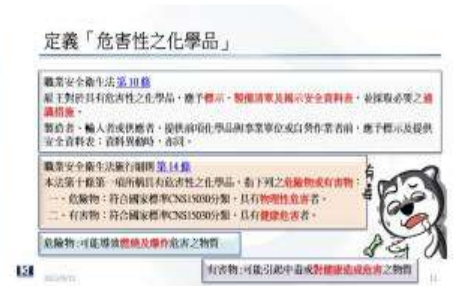 定義「危害性之化學品」
職業安全衛生法 第10條
雇主對於具有危害性之化學品，應予標示、製備清單及揭示安全資料表，並採取必要之通
識措施。
製造者、輸入者或供應者，提供前項化學品與事業單位或自營作業者前，應予標示及提供
安全資料表；資料異動時，亦同。
職業安全衛生法施行細則 第14條
本法第十條第一項所稱具有危害性之化學品，指下列之危險物或有害物：
一、危險物：符合國家標準CNS15030分類，具有物理性危害者。
二、有害物：符合國家標準CNS15030分類，具有健康危害者。
有毒
危險物:可能導致燃燒及爆炸危害之物質
有害物:可能引起中毒或對健康造成危害之物質
11